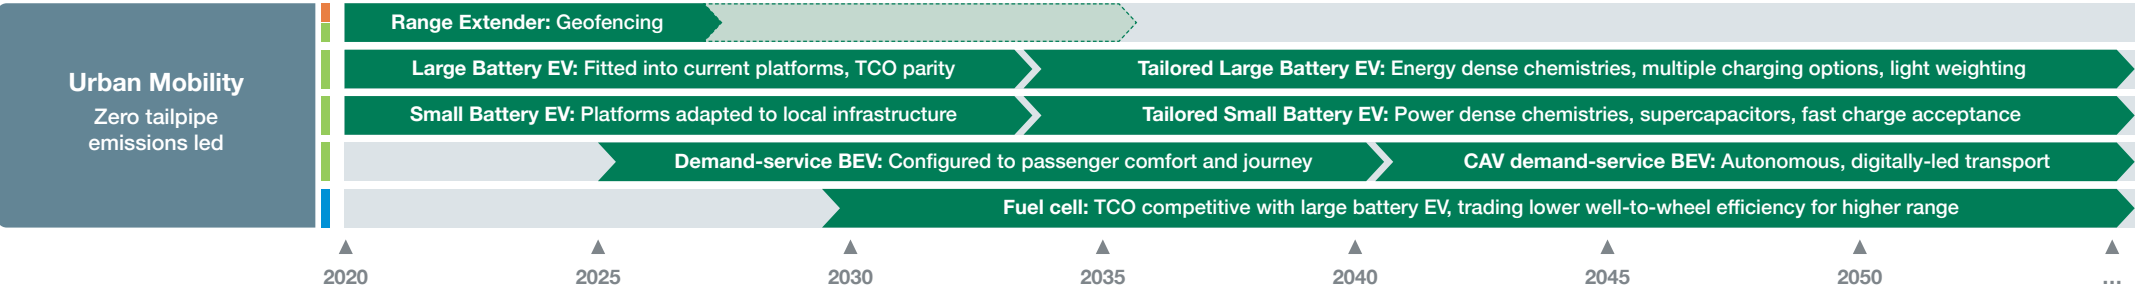 Urban Mobility
Zero tailpipe
emissions led
Range Extender: Geofencing
Large Battery EV: Fitted into current platforms, TCO parity
Tailored Large Battery EV: Energy dense chemistries, multiple charging options, light weighting
Small Battery EV: Platforms adapted to local infrastructure
Tailored Small Battery EV: Power dense chemistries, supercapacitors, fast charge acceptance
Demand-service BEV: Configured to passenger comfort and journey
CAV demand-service BEV: Autonomous, digitally-led transport
Fuel cell: TCO competitive with large battery EV, trading lower well-to-wheel efficiency for higher range
2020 2025 2030 2035 2040 2045 2050 ...